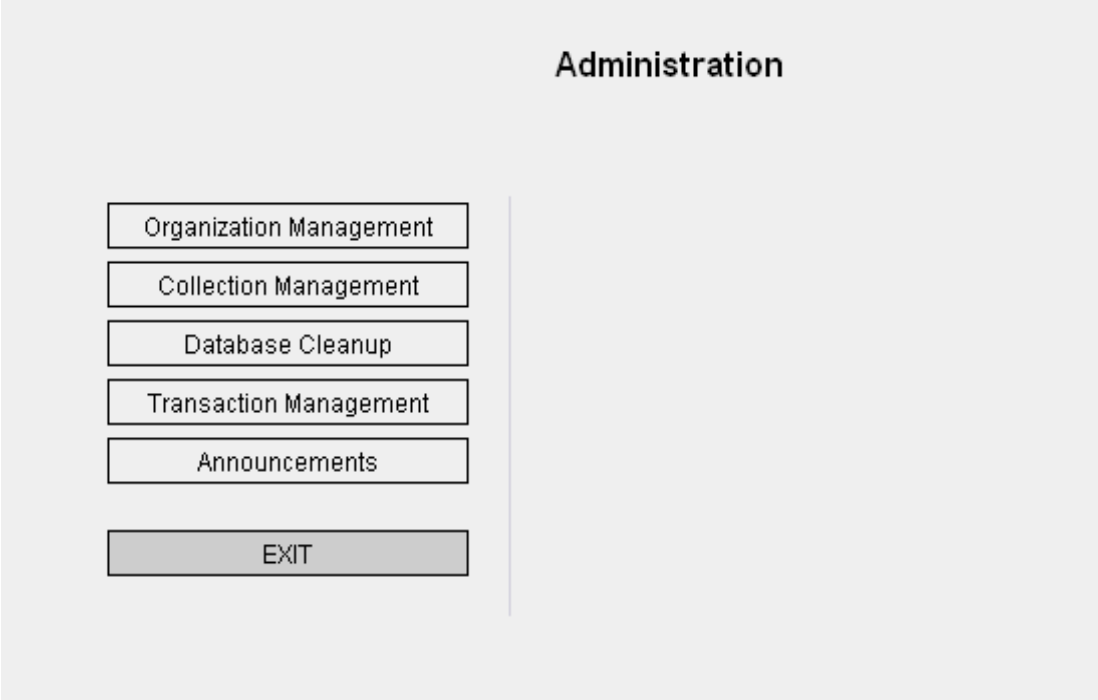 Administration
Organization Management
Collection Management
Database Cleanup
Transaction Management
Announcements
EXIT